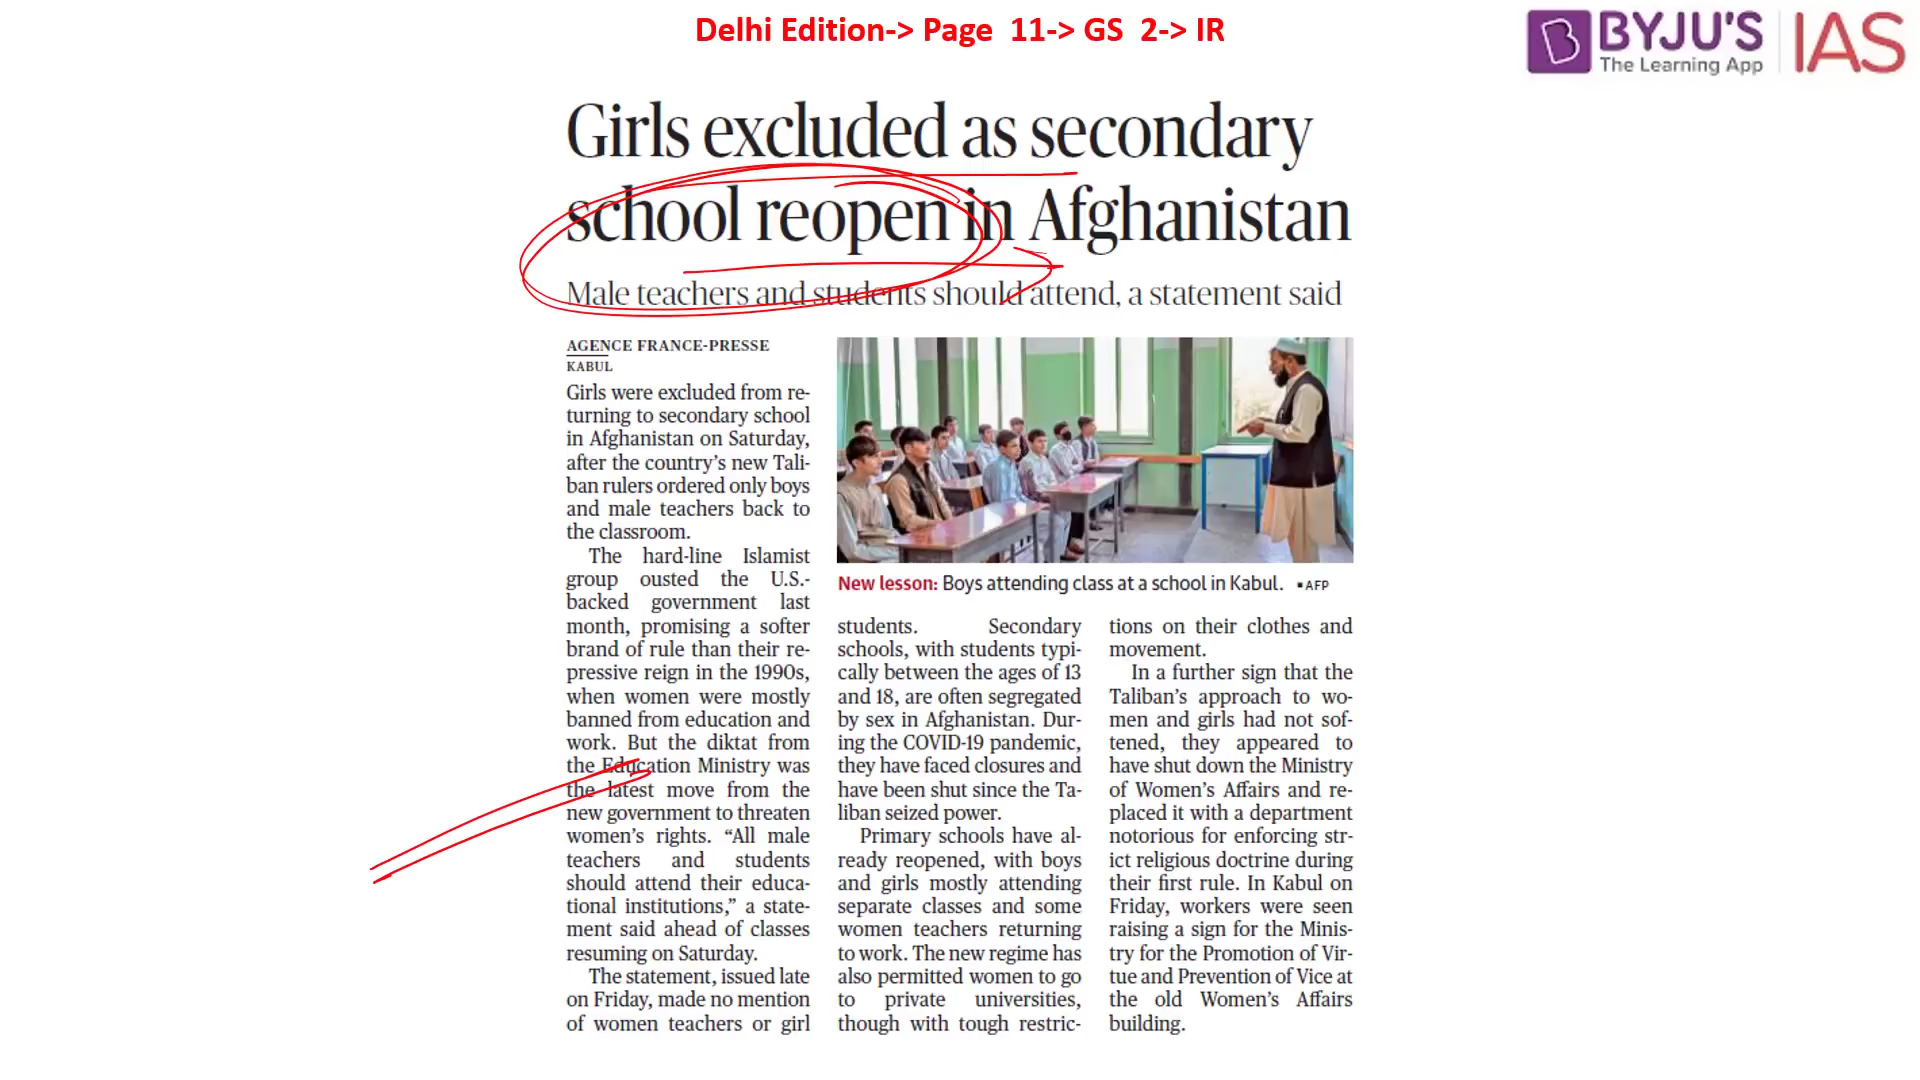 Delhi Edition-> Page 11-> GS 2-> IR
BYJU'S
The Learning App
IAS
Girls excluded as secondary
school reopen in Afghanistan
Male teachers and students should attend, a statement said
AGENCE FRANCE-PRESSE
KABUL
Girls were excluded from re-
turning to secondary school
in Afghanistan on Saturday,
after the country's new Tali-
ban rulers ordered only boys
and male teachers back to
the classroom.
The hard-line Islamist
group ousted the U.S.-
backed government last
month, promising a softer
brand of rule than their re-
pressive reign in the 1990s,
when women were mostly
banned from education and
work. But the diktat from
the Education Ministry was
the latest move from the
new government to threaten
women's rights. “All male
teachers and students
should attend their educa-
tional institutions,” a state-
ment said ahead of classes
resuming on Saturday.
The statement, issued late
on Friday, made no mention
of women teachers or girl
New lesson: Boys attending class at a school in Kabul. ▪AFP
students. Secondary
schools, with students typi-
cally between the ages of 13
and 18, are often segregated
by sex in Afghanistan. Dur-
ing the COVID-19 pandemic,
they have faced closures and
have been shut since the Ta-
liban seized power.
Primary schools have al-
ready reopened, with boys
and girls mostly attending
separate classes and some
women teachers returning
to work. The new regime has
also permitted women to go
to private universities,
though with tough restric-
tions on their clothes and
movement.
In a further sign that the
Taliban's approach to wo-
men and girls had not sof-
tened, they appeared to
have shut down the Ministry
of Women's Affairs and re-
placed it with a department
notorious for enforcing str-
ict religious doctrine during
their first rule. In Kabul on
Friday, workers were seen
raising a sign for the Minis-
try for the Promotion of Vir-
tue and Prevention of Vice at
the old Women's Affairs
building.